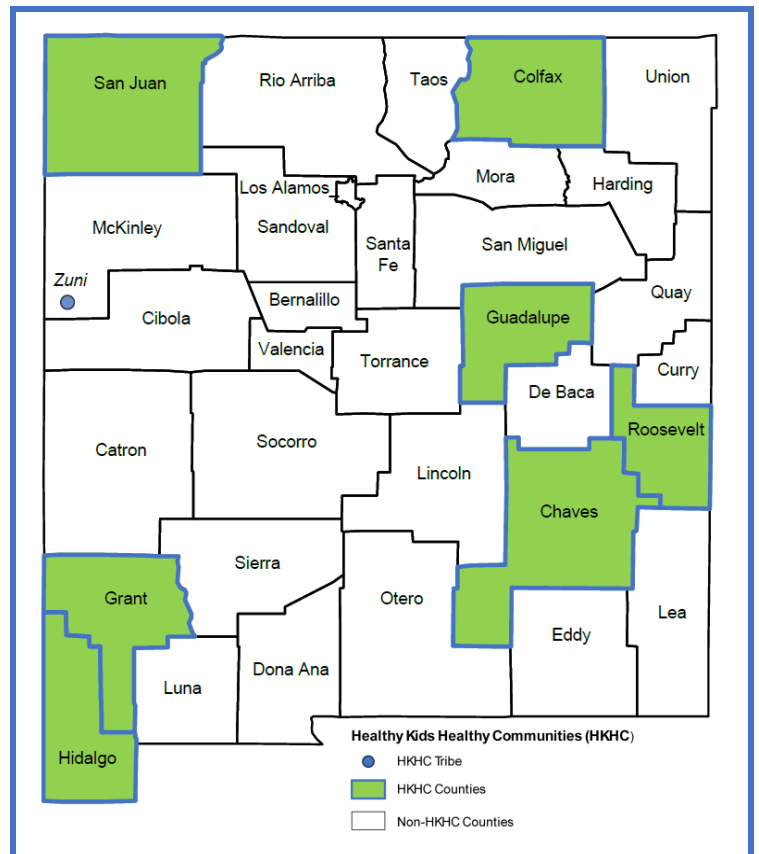 San Juan
Rio Arriba
Taos
Colfax
Union
Los Alamos
Mora
Harding
McKinley
Sandoval
Santa
Fe
San Miguel
Zuni
Cibola
Bernalillo
Guadalupe
Quay
Valencia
Torrance
Curry
De Baca
Roosevelt
Catron
Socorro
Lincoln
Chaves
Sierra
Grant
Otero
Lea
Eddy
Luna
Dona Ana
Hidalgo
Healthy Kids Healthy Communities (HKHC)
HKHC Tribe
HKHC Counties
Non-HKHC Counties